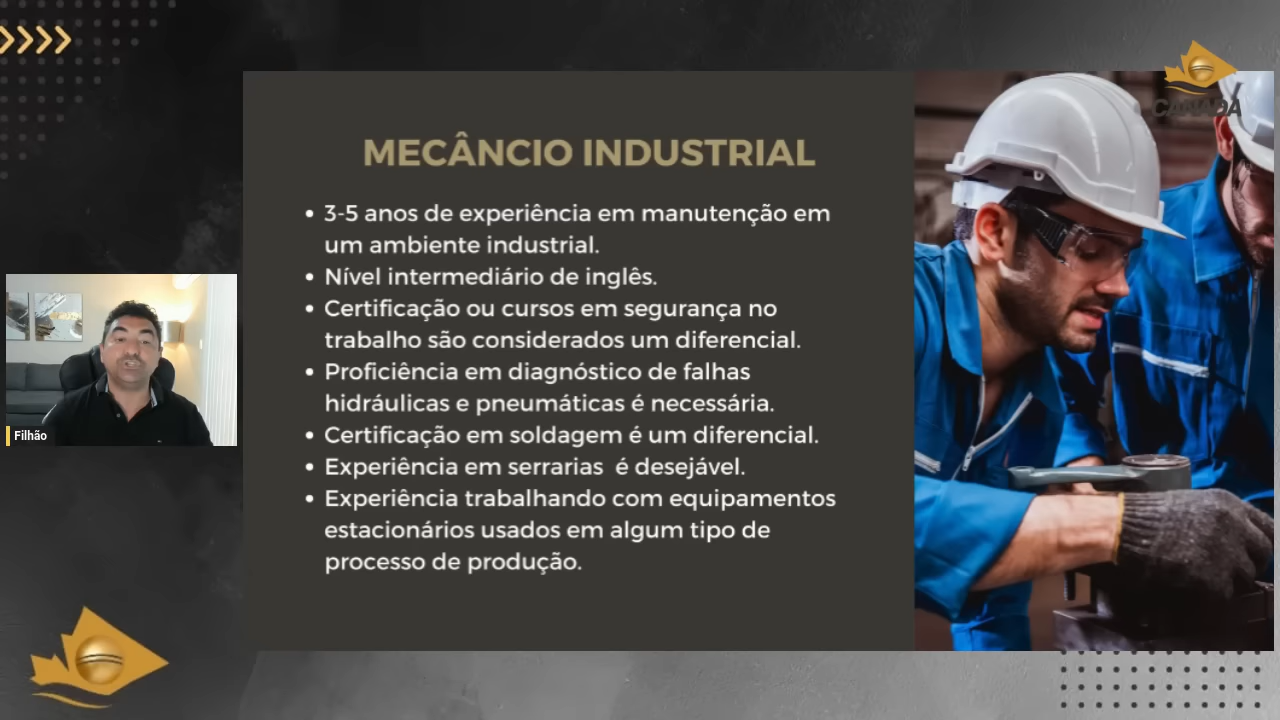 CANADÁ
MECÂNCIO INDUSTRIAL
• 3-5 anos de experiência em manutenção em
um ambiente industrial.
• Nível intermediário de inglês.
• Certificação ou cursos em segurança no
trabalho são considerados um diferencial.
• Proficiência em diagnóstico de falhas
hidráulicas e pneumáticas é necessária.
• Certificação em soldagem é um diferencial.
• Experiência em serrarias  é desejável.
• Experiência trabalhando com equipamentos
estacionários usados em algum tipo de
processo de produção.
Filhão